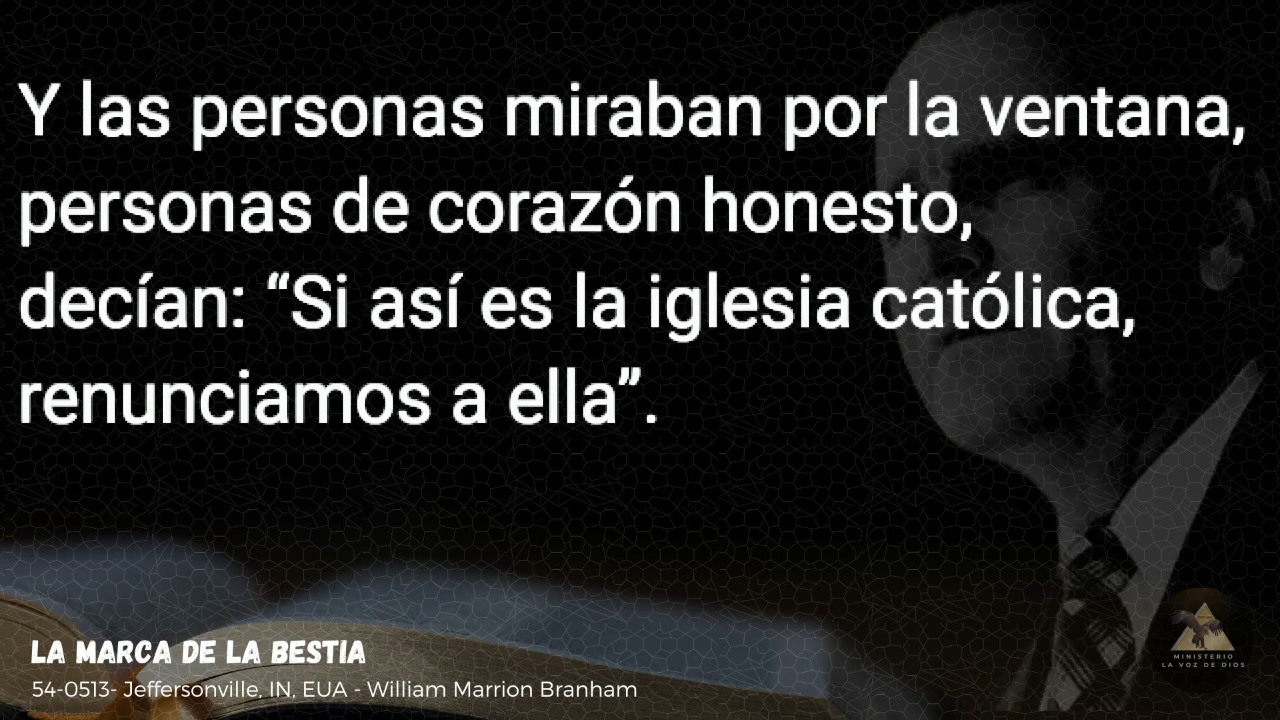 Y las personas miraban por la ventana,
personas de corazón honesto,
decían: “Si así es la iglesia católica,
renunciamos a ella”.
LA MARCA DE LA BESTIA
54-0513- Jeffersonville, IN, EUA - William Marrion Branham
MINISTERIO
LA VOZ DE DIOS